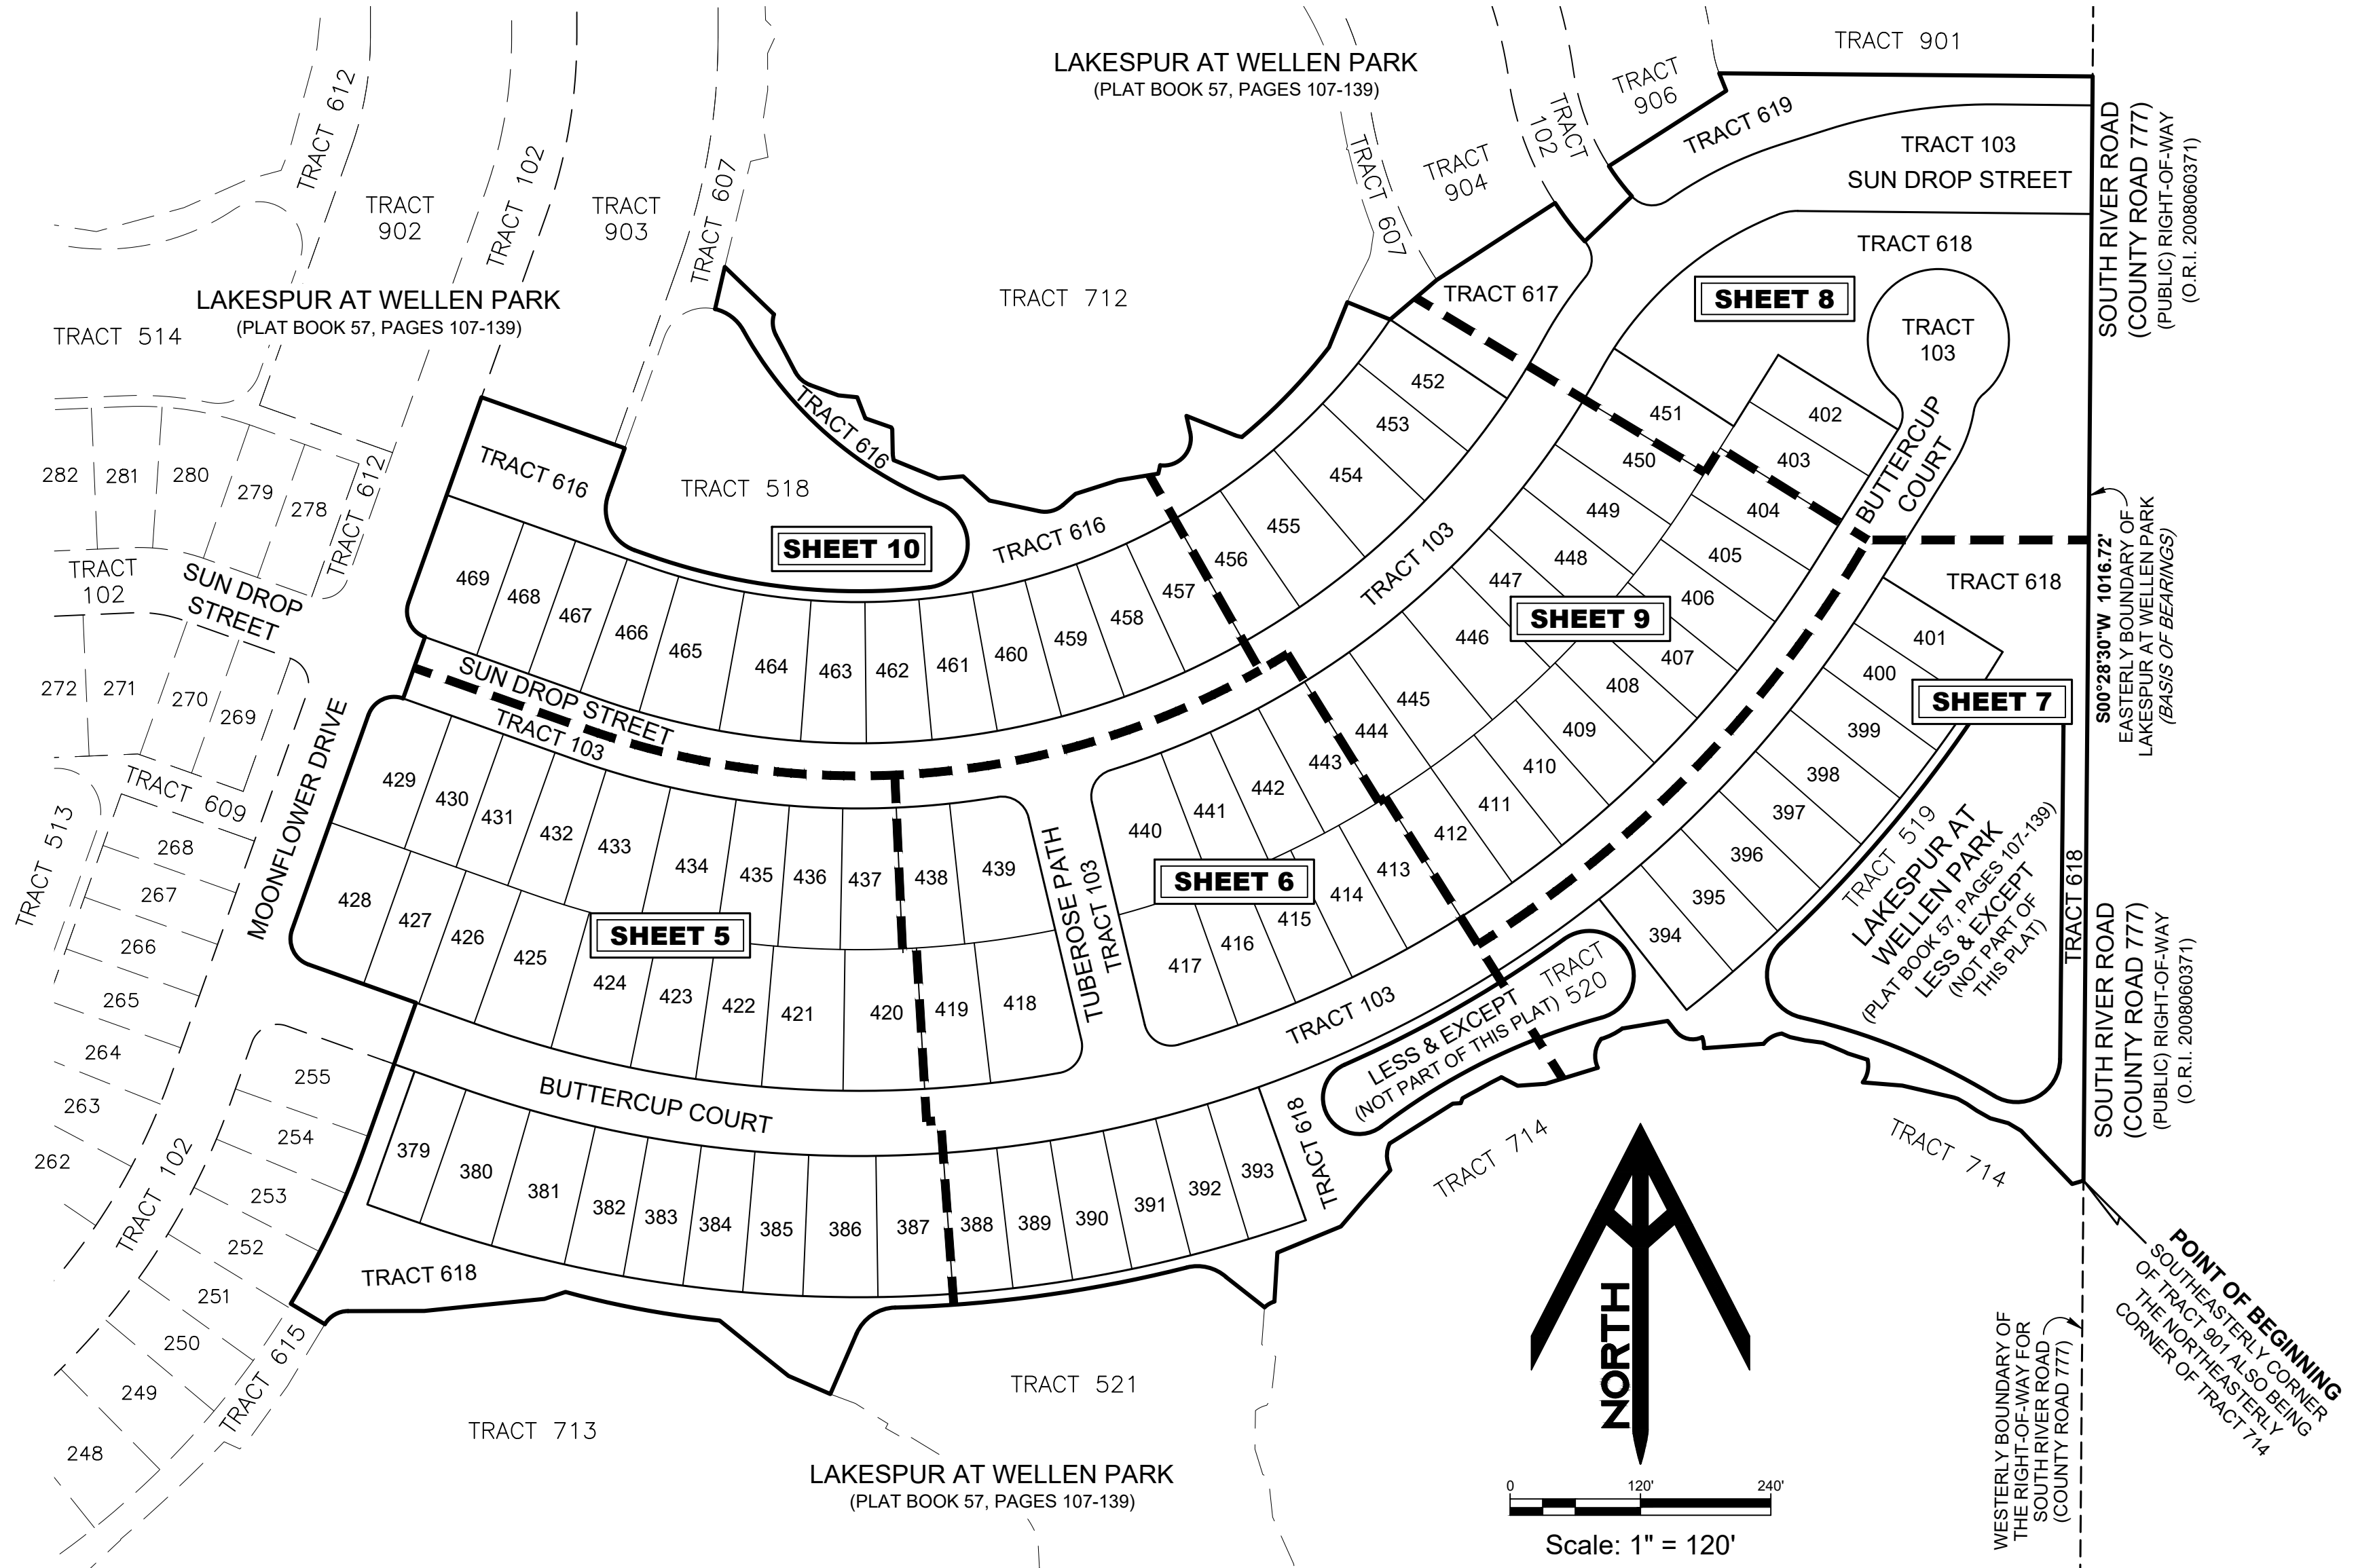 TRACT 901
LAKESPUR AT WELLEN PARK
(PLAT BOOK 57, PAGES 107-139)
TRACT 612
TRACT 102
TRACT 607
TRACT
902
TRACT
903
TRACT 712
TRACT 607
TRACT
904
TRACT
102
TRACT
906
TRACT 619
TRACT 103
SUN DROP STREET
TRACT 618
SOUTH RIVER ROAD
(COUNTY ROAD 777)
(PUBLIC) RIGHT-OF-WAY
(O.R.I. 2008060371)
LAKESPUR AT WELLEN PARK
(PLAT BOOK 57, PAGES 107-139)
TRACT 514
TRACT 617
SHEET 8
TRACT
103
BUTTERCUP
COURT
TRACT 616
TRACT 616
TRACT 518
SHEET 10
TRACT 616
282
281
280
279
278
TRACT 612
TRACT
102
SUN DROP
STREET
272
271
270
269
TRACT 609
TRACT 513
268
267
266
265
264
263
262
MOONFLOWER DRIVE
TRACT 102
255
254
253
252
251
250
249
248
TRACT 615
469
468
467
466
465
464
463
462
461
460
459
458
457
456
455
454
453
452
451
450
449
448
447
446
445
444
443
442
441
440
402
403
404
405
406
407
408
409
410
411
412
413
414
415
416
417
SHEET 9
TRACT 103
SUN DROP STREET
TRACT 103
429
430
431
432
433
434
435
436
437
438
439
428
427
426
425
424
423
422
421
420
419
418
SHEET 5
SHEET 6
TUBEROSE PATH
TRACT 103
TRACT 103
BUTTERCUP COURT
379
380
381
382
383
384
385
386
387
388
389
390
391
392
393
TRACT 618
TRACT 618
LESS & EXCEPT
(NOT PART OF THIS PLAT)
TRACT
520
394
395
396
397
398
399
400
401
TRACT 618
SHEET 7
TRACT 519
LAKESPUR AT
WELLEN PARK
(PLAT BOOK 57, PAGES 107-139)
LESS & EXCEPT
(NOT PART OF
THIS PLAT)
TRACT 618
S00°28'30"W 1016.72'
EASTERLY BOUNDARY OF
LAKESPUR AT WELLEN PARK
(BASIS OF BEARINGS)
SOUTH RIVER ROAD
(COUNTY ROAD 777)
(PUBLIC) RIGHT-OF-WAY
(O.R.I. 2008060371)
TRACT 714
TRACT 714
POINT OF BEGINNING
SOUTHEASTERLY CORNER
OF TRACT 901 ALSO BEING
THE NORTHEASTERLY
CORNER OF TRACT 714
WESTERLY BOUNDARY OF
THE RIGHT-OF-WAY FOR
SOUTH RIVER ROAD
(COUNTY ROAD 777)
TRACT 713
TRACT 521
LAKESPUR AT WELLEN PARK
(PLAT BOOK 57, PAGES 107-139)
NORTH
0 120' 240'
Scale: 1" = 120'